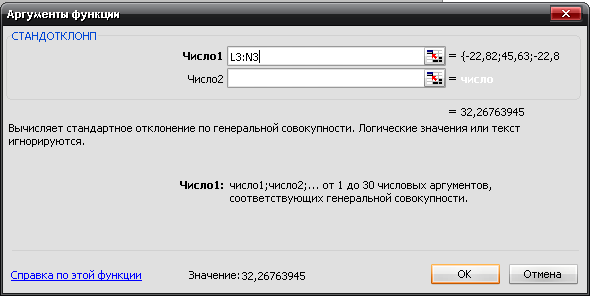 Аргументы функции
СТАНДОТКЛОНП
Число1 L3:N3 = {-22,82;45,63;-22,8
Число2 = число
= 32,26763945
Вычисляет стандартное отклонение по генеральной совокупности. Логические значения или текст
игнорируются.
Число1: число1;число2;... от 1 до 30 числовых аргументов,
соответствующих генеральной совокупности.
Справка по этой функции Значение: 32,26763945 OK Отмена